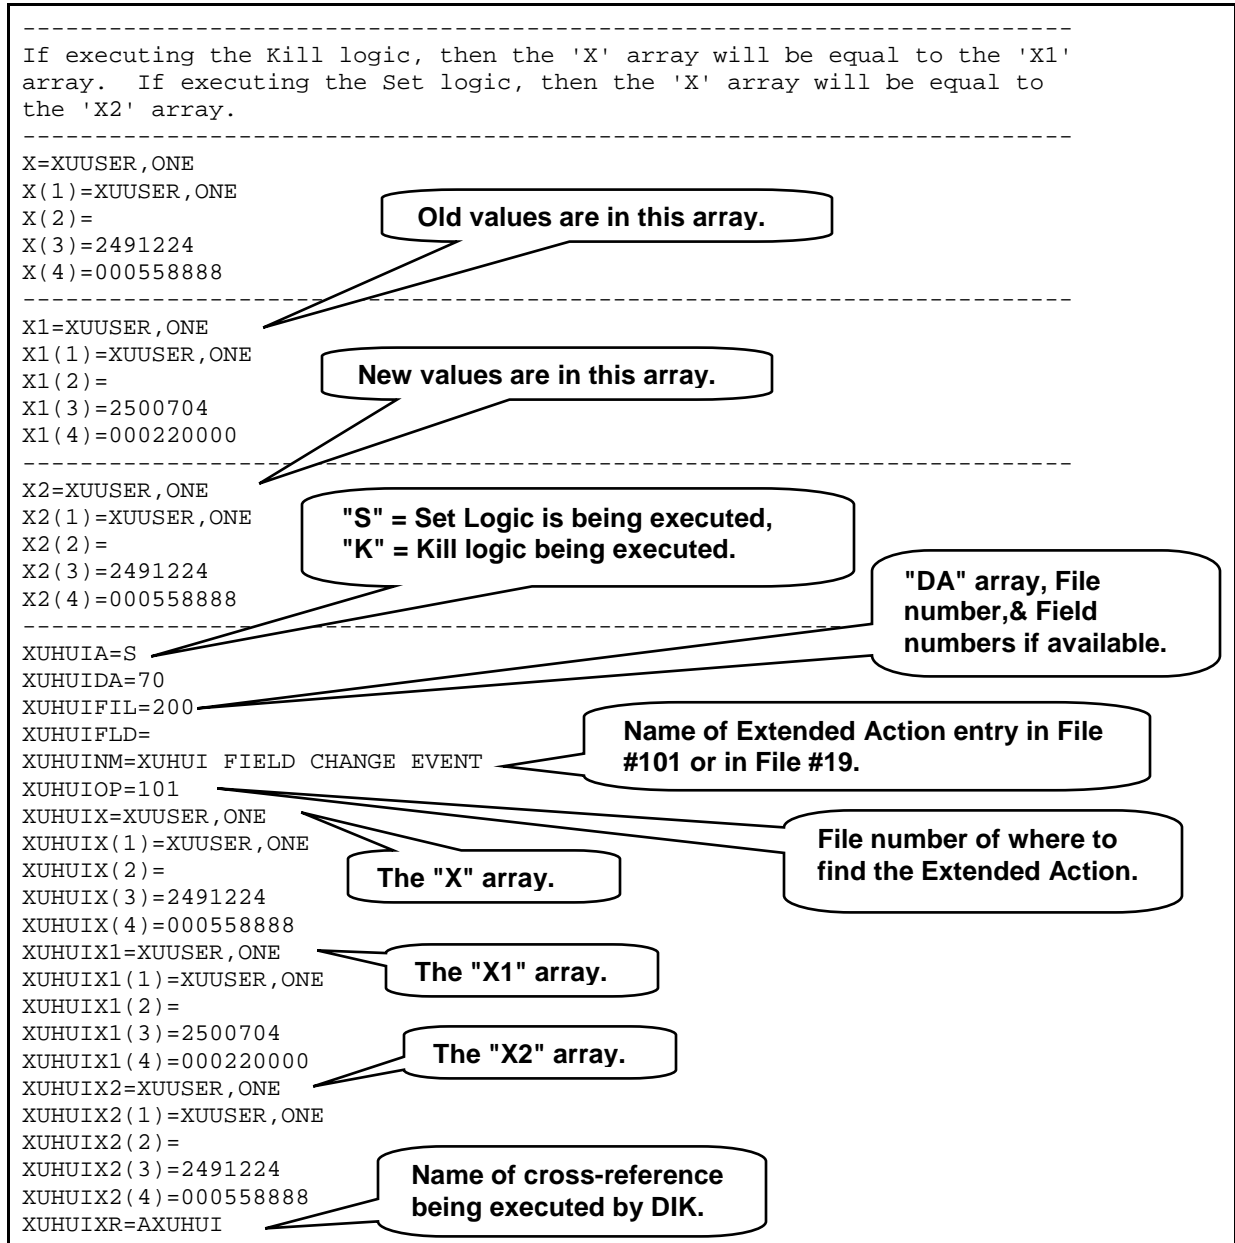 ------------------------------------------------------------------------
If executing the Kill logic, then the 'X' array will be equal to the 'X1'
array.  If executing the Set logic, then the 'X' array will be equal to
the 'X2' array.
------------------------------------------------------------------------
X=XUUSER,ONE
X(1)=XUUSER,ONE
X(2)=
Old values are in this array.
X(3)=2491224
X(4)=000558888
------------------------------------------------------------------------
X1=XUUSER,ONE
X1(1)=XUUSER,ONE
X1(2)=
New values are in this array.
X1(3)=2500704
X1(4)=000220000
------------------------------------------------------------------------
X2=XUUSER,ONE
X2(1)=XUUSER,ONE
X2(2)=
"S" = Set Logic is being executed,
"K" = Kill logic being executed.
X2(3)=2491224
X2(4)=000558888
"DA" array, File
number,& Field
numbers if available.
------------------------------------------------------------------------
XUHUIA=S
XUHUIDA=70
XUHUIFIL=200
XUHUIFLD=
Name of Extended Action entry in File
#101 or in File #19.
XUHUINM=XUHUI FIELD CHANGE EVENT
XUHUIOP=101
XUHUIX=XUUSER,ONE
XUHUIX(1)=XUUSER,ONE
File number of where to
find the Extended Action.
XUHUIX(2)=
The "X" array.
XUHUIX(3)=2491224
XUHUIX(4)=000558888
XUHUIX1=XUUSER,ONE
XUHUIX1(1)=XUUSER,ONE
The "X1" array.
XUHUIX1(2)=
XUHUIX1(3)=2500704
XUHUIX1(4)=000220000
The "X2" array.
XUHUIX2=XUUSER,ONE
XUHUIX2(1)=XUUSER,ONE
XUHUIX2(2)=
XUHUIX2(3)=2491224
Name of cross-reference
being executed by DIK.
XUHUIX2(4)=000558888
XUHUIXR=AXUHUI